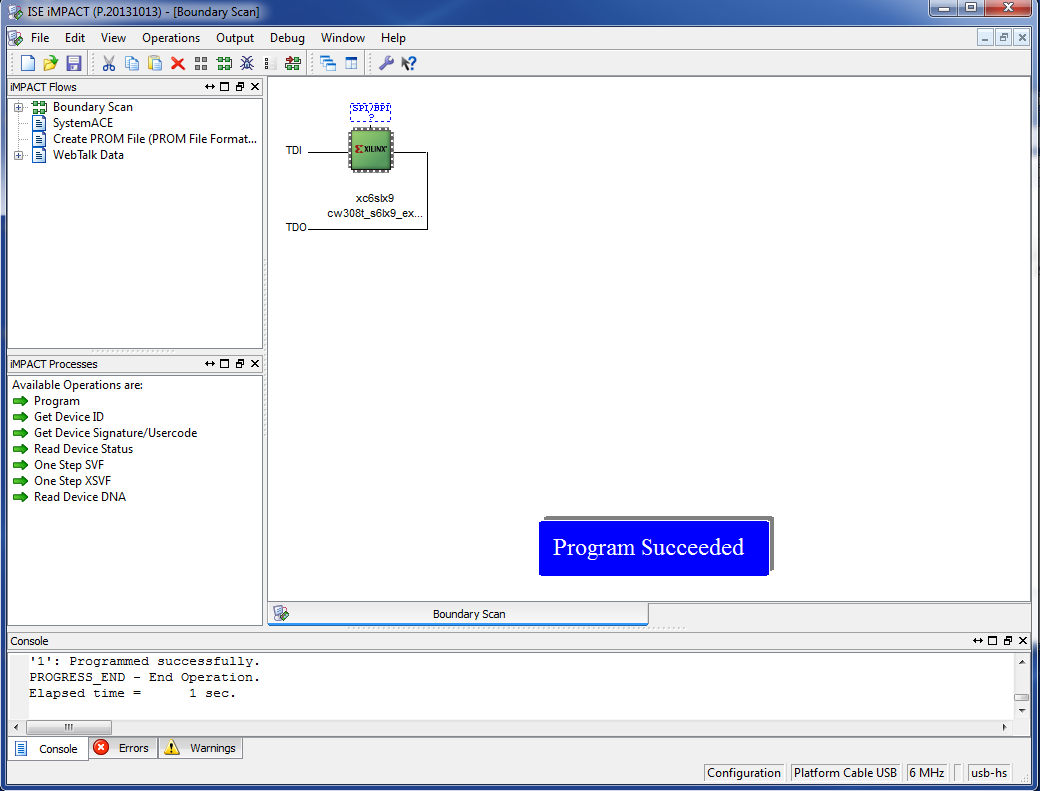 ISE iMPACT (P.20131013) - [Boundary Scan]
File Edit View Operations Output Debug Window Help
iMPACT Flows
Boundary Scan
SystemACE
Create PROM File (PROM File Format...
WebTalk Data
SPI/BPI
?
TDI
XILINX
xc6slx9
cw308t_s6lx9_ex...
TDO
iMPACT Processes
Available Operations are:
Program
Get Device ID
Get Device Signature/Usercode
Read Device Status
One Step SVF
One Step XSVF
Read Device DNA
Program Succeeded
Boundary Scan
Console
'1': Programmed successfully.
PROGRESS_END - End Operation.
Elapsed time = 1 sec.
Console Errors Warnings
Configuration Platform Cable USB 6 MHz usb-hs